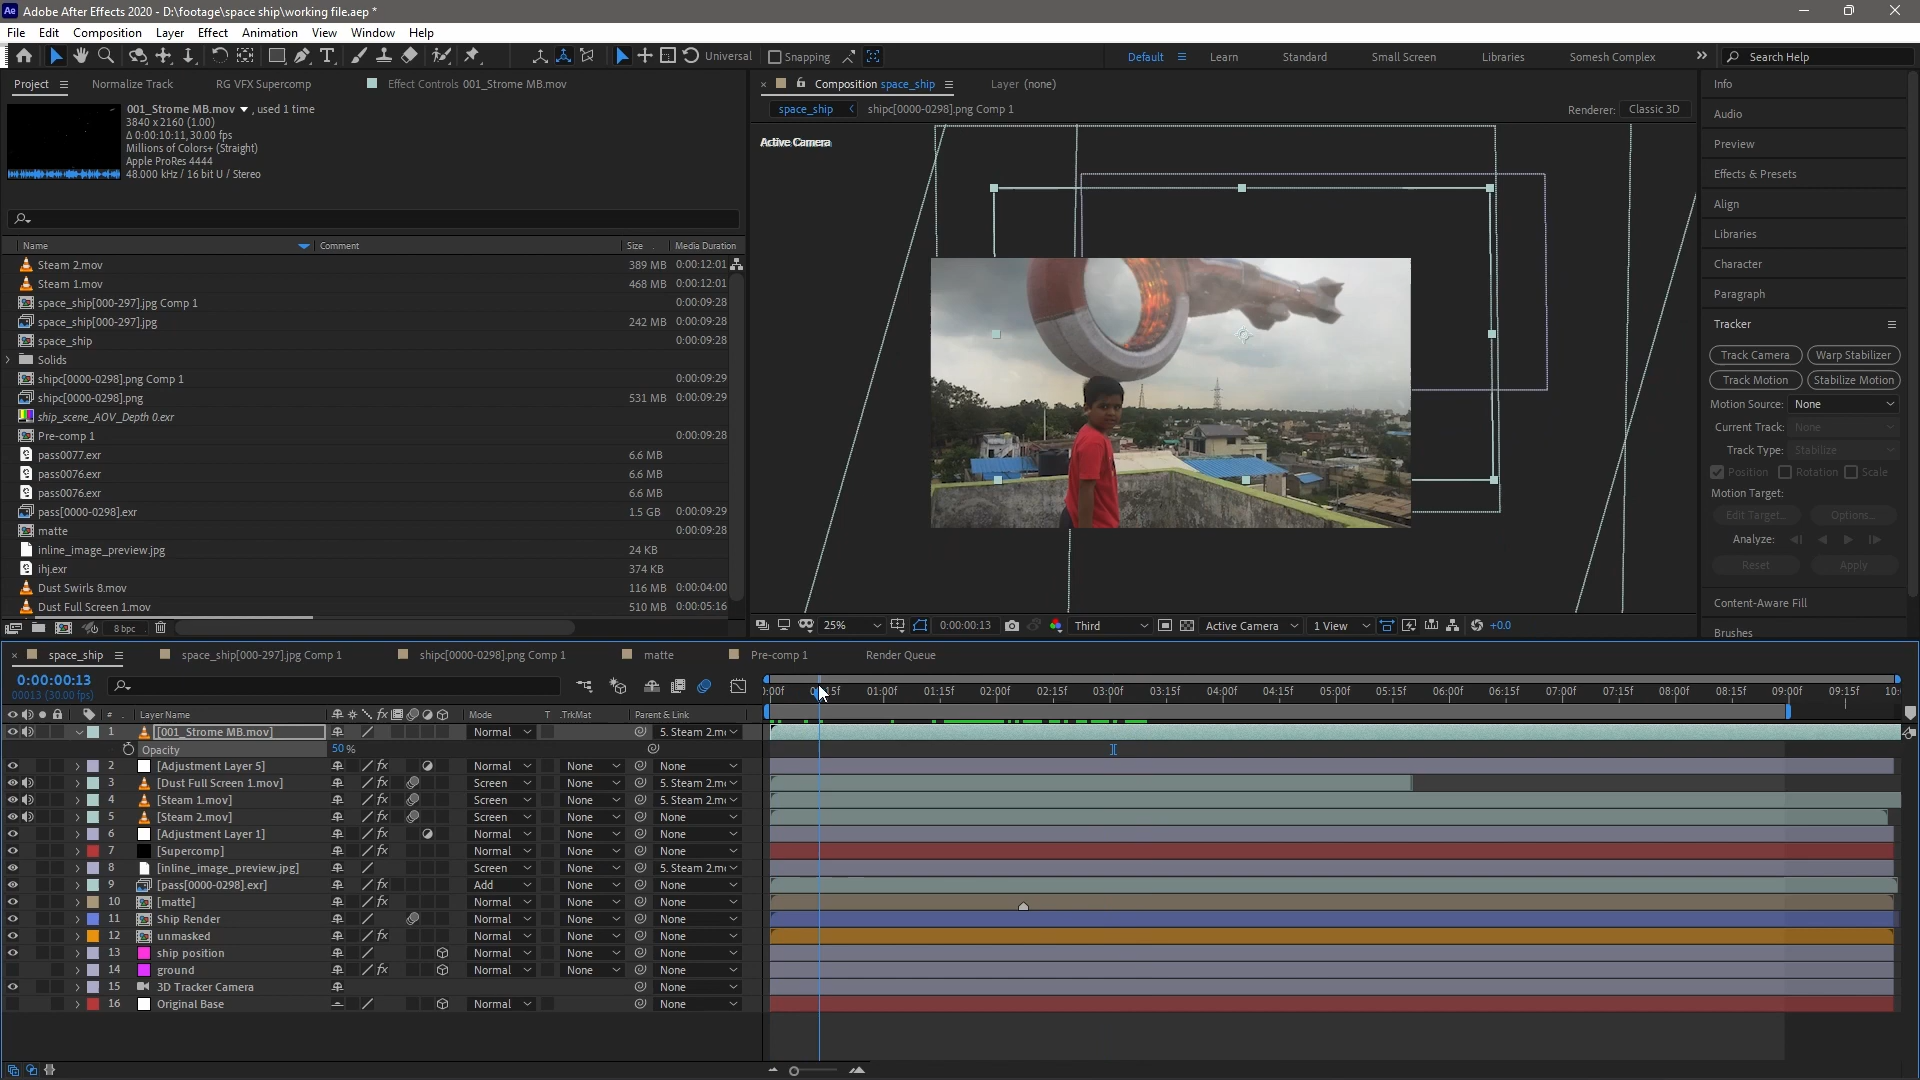 Adobe After Effects 2020 - D:\footage\space ship\working file.aep *
File Edit Composition Layer Effect Animation View Window Help
Universal Snapping Default Learn Standard Small Screen Libraries Somesh Complex Search Help
Project Normalize Track RG VFX Supercomp Effect Controls 001_Strome MB.mov
001_Strome MB.mov , used 1 time
3840 x 2160 (1.00)
Δ 0:00:10:11, 30.00 fps
Millions of Colors+ (Straight)
Apple ProRes 4444
48.000 kHz / 16 bit U / Stereo
Name Comment Size Media Duration
Steam 2.mov 389 MB 0:00:12:01
Steam 1.mov 468 MB 0:00:12:01
space_ship[000-297].jpg Comp 1 0:00:09:28
space_ship[000-297].jpg 242 MB 0:00:09:28
space_ship 0:00:09:28
Solids
shipc[0000-0298].png Comp 1 0:00:09:29
shipc[0000-0298].png 531 MB 0:00:09:29
ship_scene_AOV_Depth 0.exr
Pre-comp 1 0:00:09:28
pass0077.exr 6.6 MB
pass0076.exr 6.6 MB
pass0076.exr 6.6 MB
pass[0000-0298].exr 1.5 GB 0:00:09:29
matte 0:00:09:28
inline_image_preview.jpg 24 KB
ihj.exr 374 KB
Dust Swirls 8.mov 116 MB 0:00:04:00
Dust Full Screen 1.mov 510 MB 0:00:05:16
8 bpc
Composition space_ship Layer (none)
space_ship shipc[0000-0298].png Comp 1 Renderer: Classic 3D
Active Camera
25% 0:00:00:13 Third Active Camera 1 View +0.0
Info
Audio
Preview
Effects & Presets
Align
Libraries
Character
Paragraph
Tracker
Track Camera Warp Stabilizer
Track Motion Stabilize Motion
Motion Source: None
Current Track: None
Track Type: Stabilize
Position Rotation Scale
Motion Target:
Edit Target... Options...
Analyze:
Reset Apply
Content-Aware Fill
Brushes
space_ship space_ship[000-297].jpg Comp 1 shipc[0000-0298].png Comp 1 matte Pre-comp 1 Render Queue
0:00:00:13
00013 (30.00 fps)
):00f 0:15f 01:00f 01:15f 02:00f 02:15f 03:00f 03:15f 04:00f 04:15f 05:00f 05:15f 06:00f 06:15f 07:00f 07:15f 08:00f 08:15f 09:00f 09:15f 10:
# Layer Name Mode T .TrkMat Parent & Link
1 [001_Strome MB.mov] Normal 5. Steam 2.m
Opacity 50 %
2 [Adjustment Layer 5] Normal None None
3 [Dust Full Screen 1.mov] Screen None 5. Steam 2.m
4 [Steam 1.mov] Screen None 5. Steam 2.m
5 [Steam 2.mov] Screen None None
6 [Adjustment Layer 1] Normal None None
7 [Supercomp] Normal None None
8 [inline_image_preview.jpg] Screen None 5. Steam 2.m
9 [pass[0000-0298].exr] Add None None
10 [matte] Normal None None
11 Ship Render Normal None None
12 unmasked Normal None None
13 ship position Normal None None
14 ground Normal None None
15 3D Tracker Camera None
16 Original Base Normal None